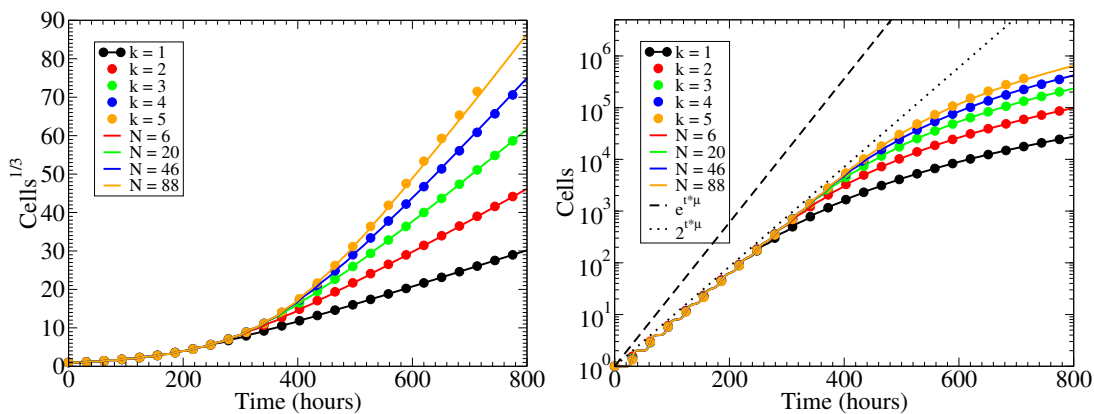 90
80
70
60
50
40
30
20
10
0
Cells^1/3
k = 1
k = 2
k = 3
k = 4
k = 5
N = 6
N = 20
N = 46
N = 88
0 200 400 600 800
Time (hours)
10^6
10^5
10^4
10^3
10^2
10^1
10^0
Cells
k = 1
k = 2
k = 3
k = 4
k = 5
N = 6
N = 20
N = 46
N = 88
e^t*μ
2^t*μ
0 200 400 600 800
Time (hours)